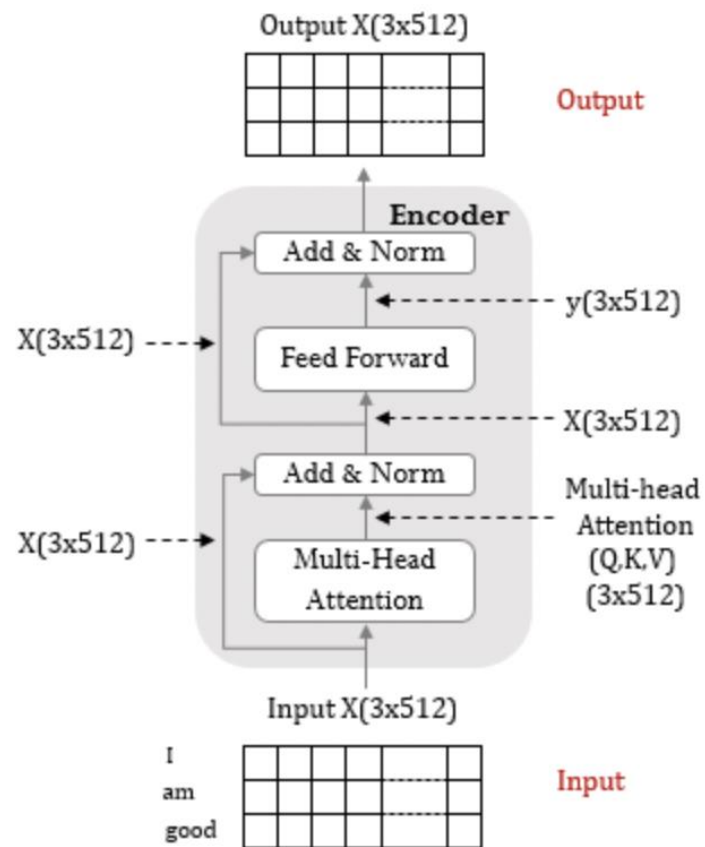 Output X(3x512)
Output
Encoder
Add & Norm
y(3x512)
X(3x512)
Feed Forward
X(3x512)
Add & Norm
Multi-head
Attention
(Q,K,V)
(3x512)
X(3x512)
Multi-Head
Attention
Input X(3x512)
I
am
good
Input